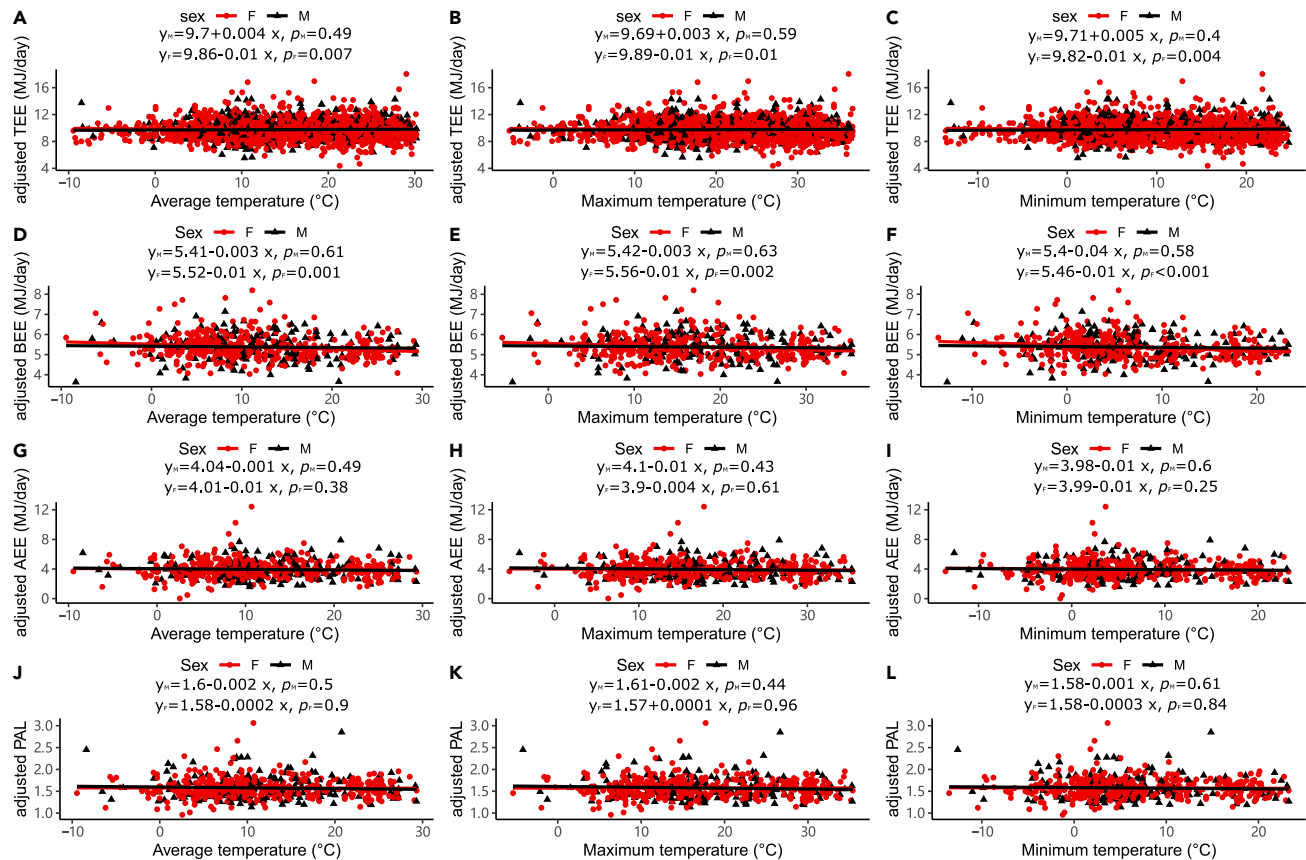 A
sex F M
yM=9.7+0.004 x, pM=0.49
yF=9.86-0.01 x, pF=0.007
adjusted TEE (MJ/day)
16
12
8
4
−10 0 10 20 30
Average temperature (°C)
B
sex F M
yM=9.69+0.003 x, pM=0.59
yF=9.89-0.01 x, pF=0.01
adjusted TEE (MJ/day)
16
12
8
4
0 10 20 30
Maximum temperature (°C)
C
sex F M
yM=9.71+0.005 x, pM=0.4
yF=9.82-0.01 x, pF=0.004
adjusted TEE (MJ/day)
16
12
8
4
−10 0 10 20
Minimum temperature (°C)
D
Sex F M
yM=5.41-0.003 x, pM=0.61
yF=5.52-0.01 x, pF=0.001
adjusted BEE (MJ/day)
8
7
6
5
4
−10 0 10 20 30
Average temperature (°C)
E
Sex F M
yM=5.42-0.003 x, pM=0.63
yF=5.56-0.01 x, pF=0.002
adjusted BEE (MJ/day)
8
7
6
5
4
0 10 20 30
Maximum temperature (°C)
F
Sex F M
yM=5.4-0.04 x, pM=0.58
yF=5.46-0.01 x, pF<0.001
adjusted BEE (MJ/day)
8
7
6
5
4
−10 0 10 20
Minimum temperature (°C)
G
Sex F M
yM=4.04-0.001 x, pM=0.49
yF=4.01-0.01 x, pF=0.38
adjusted AEE (MJ/day)
12
8
4
0
−10 0 10 20 30
Average temperature (°C)
H
Sex F M
yM=4.1-0.01 x, pM=0.43
yF=3.9-0.004 x, pF=0.61
adjusted AEE (MJ/day)
12
8
4
0
0 10 20 30
Maximum temperature (°C)
I
Sex F M
yM=3.98-0.01 x, pM=0.6
yF=3.99-0.01 x, pF=0.25
adjusted AEE (MJ/day)
12
8
4
0
−10 0 10 20
Minimum temperature (°C)
J
Sex F M
yM=1.6-0.002 x, pM=0.5
yF=1.58-0.0002 x, pF=0.9
adjusted PAL
3.0
2.5
2.0
1.5
1.0
−10 0 10 20 30
Average temperature (°C)
K
Sex F M
yM=1.61-0.002 x, pM=0.44
yF=1.57+0.0001 x, pF=0.96
adjusted PAL
3.0
2.5
2.0
1.5
1.0
0 10 20 30
Maximum temperature (°C)
L
Sex F M
yM=1.58-0.001 x, pM=0.61
yF=1.58-0.0003 x, pF=0.84
adjusted PAL
3.0
2.5
2.0
1.5
1.0
−10 0 10 20
Minimum temperature (°C)